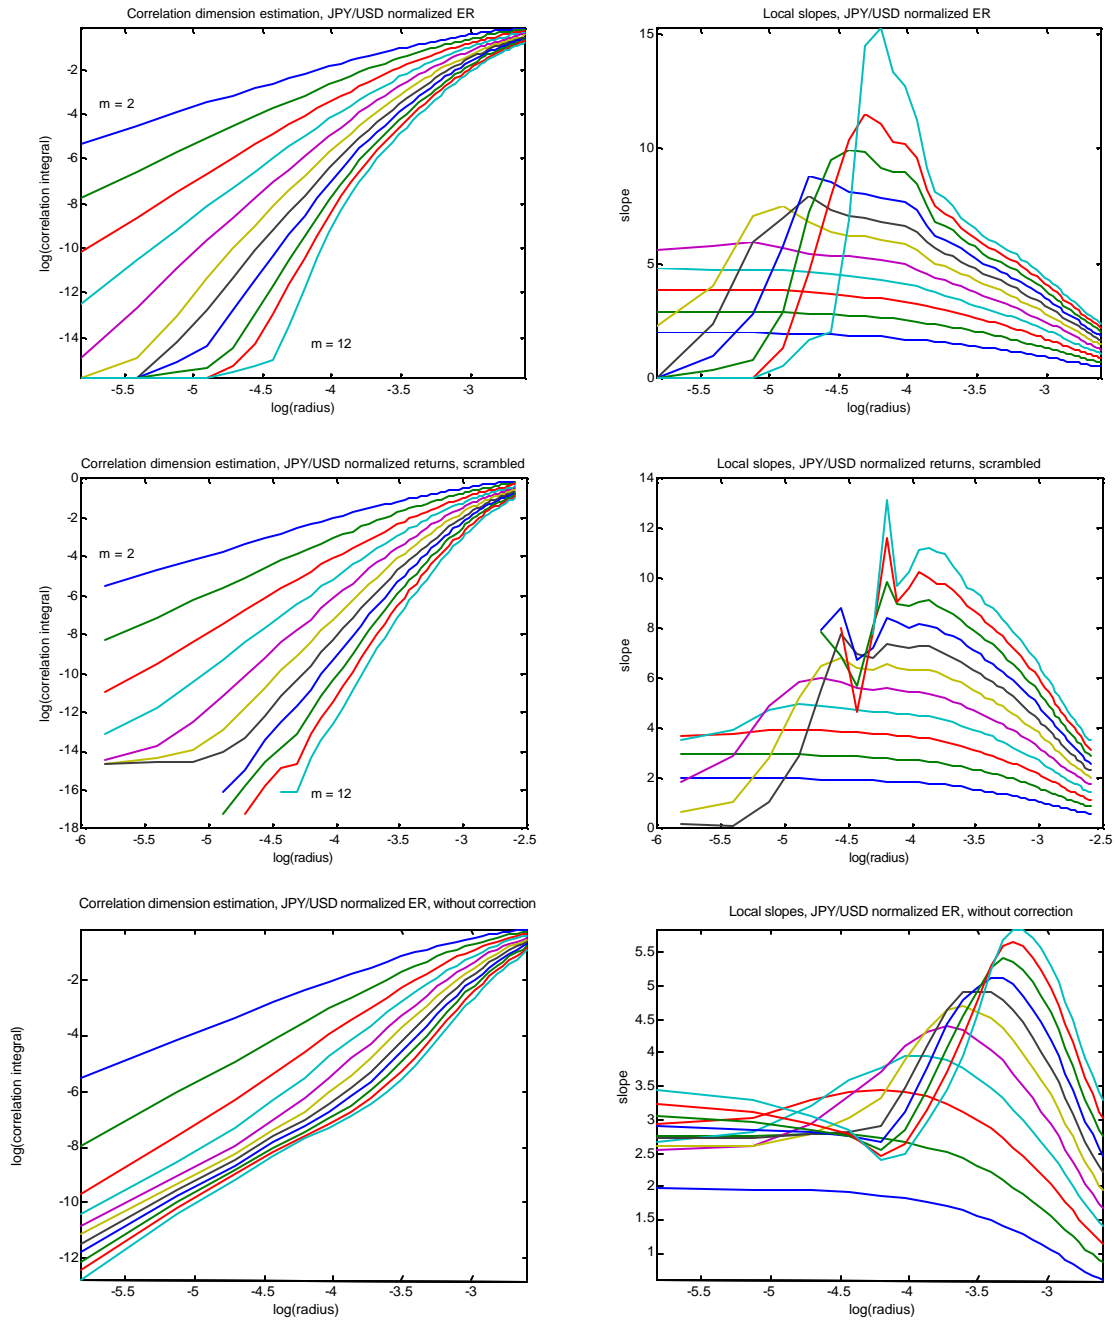 Correlation dimension estimation, JPY/USD normalized ER
log(correlation integral)
-2
-4
-6
-8
-10
-12
-14
m = 2
m = 12
-5.5 -5 -4.5 -4 -3.5 -3
log(radius)
Local slopes, JPY/USD normalized ER
slope
15
10
5
0
-5.5 -5 -4.5 -4 -3.5 -3
log(radius)
Correlation dimension estimation, JPY/USD normalized returns, scrambled
log(correlation integral)
0
-2
-4
-6
-8
-10
-12
-14
-16
-18
m = 2
m = 12
-6 -5.5 -5 -4.5 -4 -3.5 -3 -2.5
log(radius)
Local slopes, JPY/USD normalized returns, scrambled
slope
14
12
10
8
6
4
2
0
-6 -5.5 -5 -4.5 -4 -3.5 -3 -2.5
log(radius)
Correlation dimension estimation, JPY/USD normalized ER, without correction
log(correlation integral)
-2
-4
-6
-8
-10
-12
-5.5 -5 -4.5 -4 -3.5 -3
log(radius)
Local slopes, JPY/USD normalized ER, without correction
slope
5.5
5
4.5
4
3.5
3
2.5
2
1.5
1
-5.5 -5 -4.5 -4 -3.5 -3
log(radius)